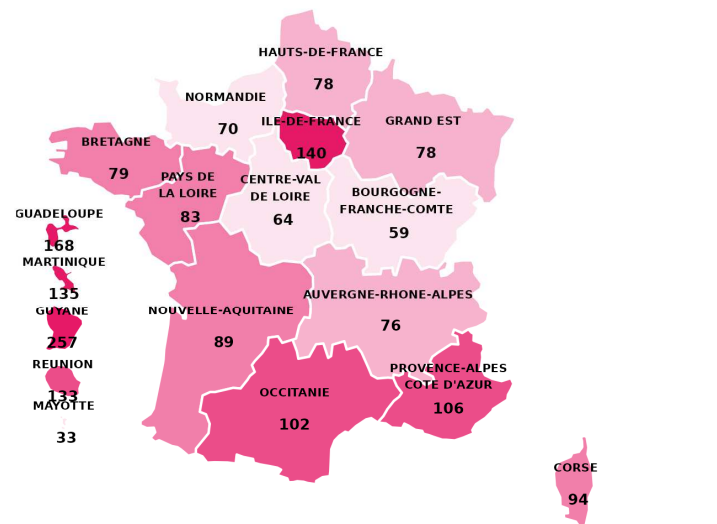 HAUTS-DE-FRANCE
78
NORMANDIE
70
ILE-DE-FRANCE
140
GRAND EST
78
BRETAGNE
79
PAYS DE
LA LOIRE
83
CENTRE-VAL
DE LOIRE
64
BOURGOGNE-
FRANCHE-COMTE
59
GUADELOUPE
168
MARTINIQUE
135
GUYANE
257
REUNION
133
MAYOTTE
33
NOUVELLE-AQUITAINE
89
AUVERGNE-RHONE-ALPES
76
OCCITANIE
102
PROVENCE-ALPES
COTE D'AZUR
106
CORSE
94